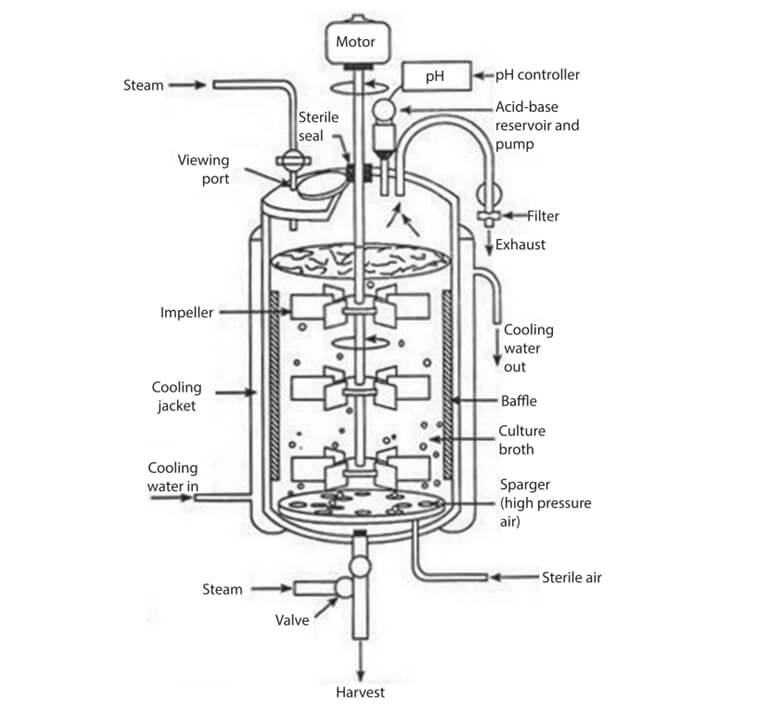 Motor
pH
pH controller
Steam
Acid-base
reservoir and
pump
Sterile
seal
Viewing
port
Filter
Exhaust
Impeller
Cooling
water
out
Cooling
jacket
Baffle
Culture
broth
Cooling
water in
Sparger
(high pressure
air)
Sterile air
Steam
Valve
Harvest